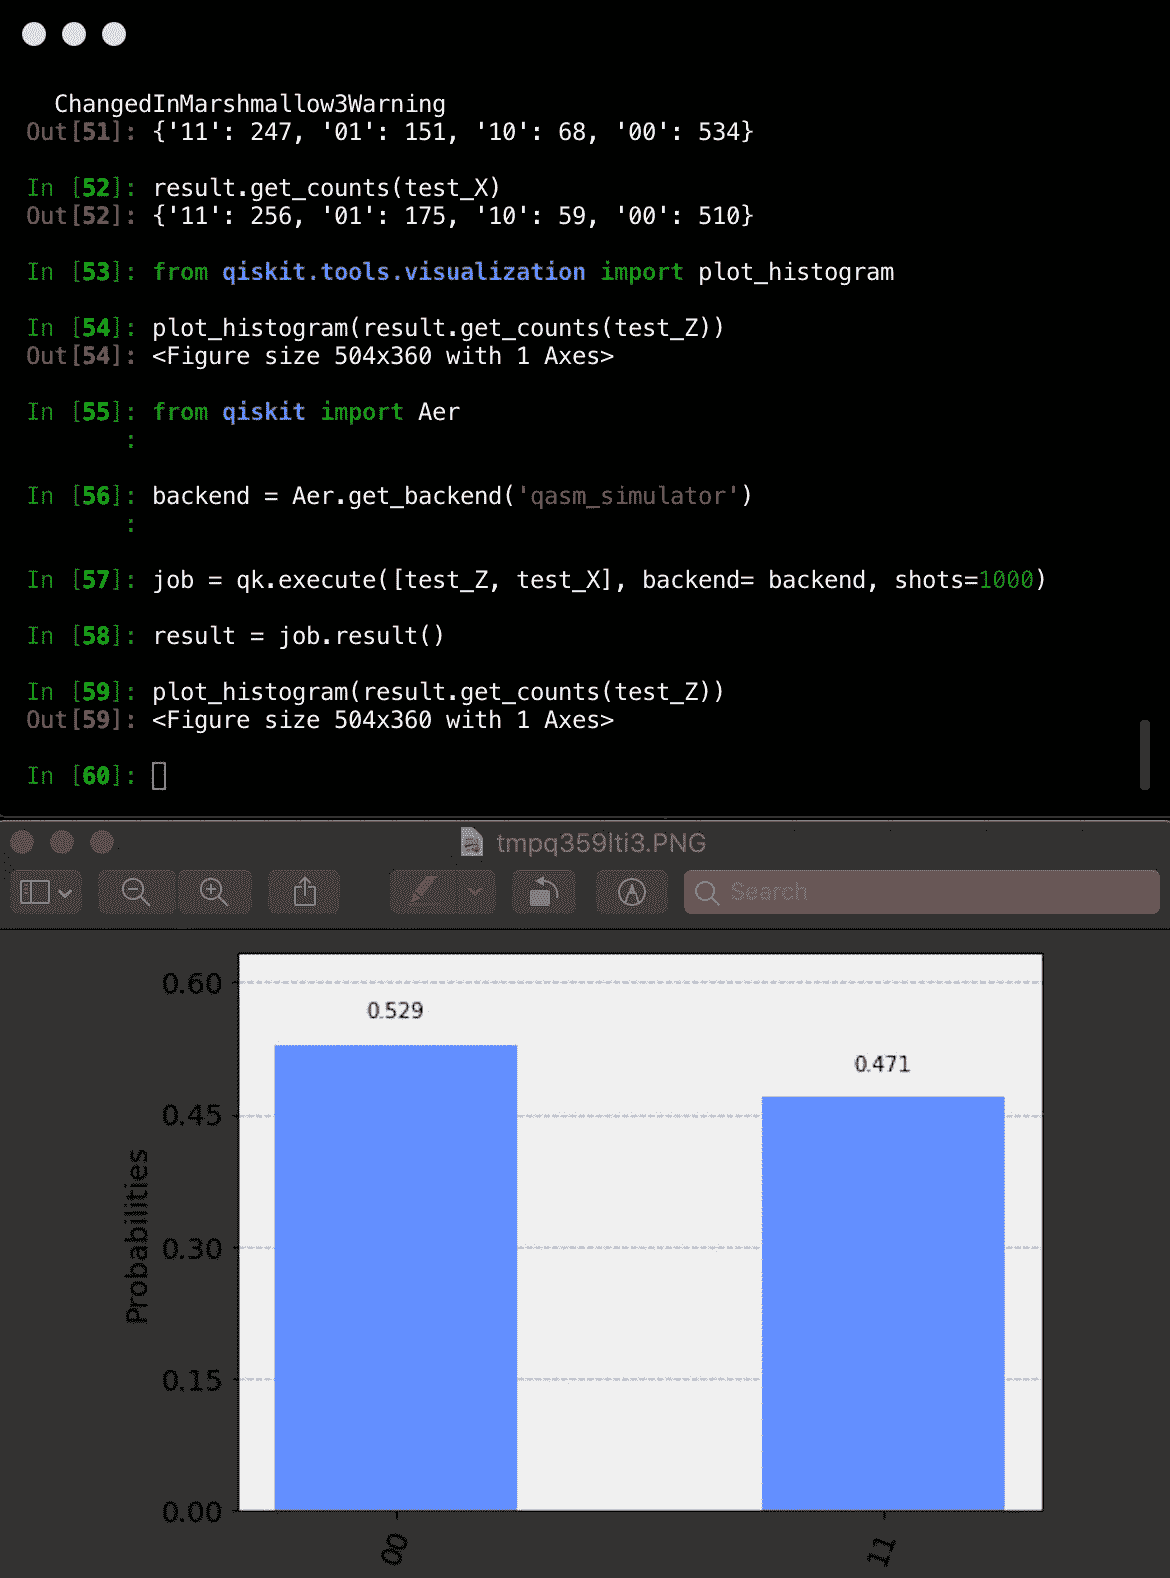 ChangedInMarshmallow3Warning
Out[51]: {'11': 247, '01': 151, '10': 68, '00': 534}
In [52]: result.get_counts(test_X)
Out[52]: {'11': 256, '01': 175, '10': 59, '00': 510}
In [53]: from qiskit.tools.visualization import plot_histogram
In [54]: plot_histogram(result.get_counts(test_Z))
Out[54]: <Figure size 504x360 with 1 Axes>
In [55]: from qiskit import Aer
:
In [56]: backend = Aer.get_backend('qasm_simulator')
:
In [57]: job = qk.execute([test_Z, test_X], backend= backend, shots=1000)
In [58]: result = job.result()
In [59]: plot_histogram(result.get_counts(test_Z))
Out[59]: <Figure size 504x360 with 1 Axes>
In [60]:
tmpq359lti3.PNG
Search
0.60
0.529
0.471
0.45
Probabilities
0.30
0.15
0.00
00
11